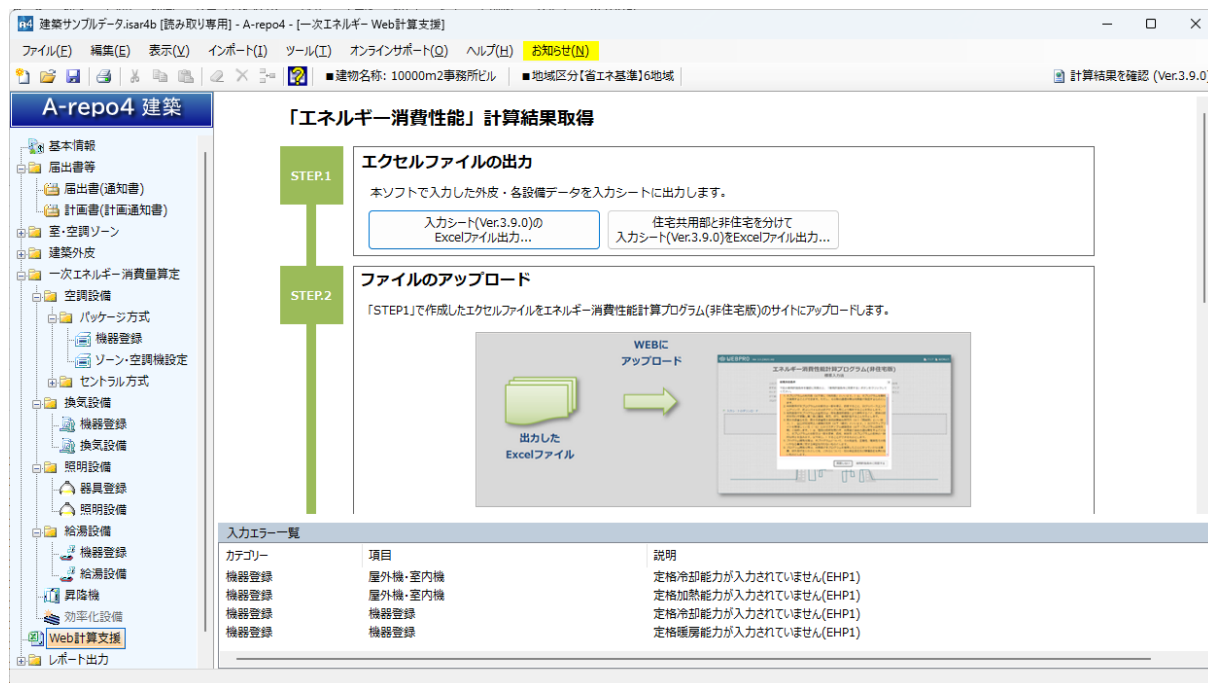 建築サンプルデータ.isar4b [読み取り専用] - A-repo4 - [一次エネルギー Web計算支援]
ファイル(F) 編集(E) 表示(V) インポート(I) ツール(T) オンラインサポート(O) ヘルプ(H) お知らせ(N)
■建物名称: 10000m2事務所ビル ■地域区分【省エネ基準】6地域 計算結果を確認 (Ver.3.9.0)
A-repo4 建築
基本情報
届出書等
届出書(通知書)
計画書(計画通知書)
室・空調ゾーン
建築外皮
一次エネルギー消費量算定
空調設備
パッケージ方式
機器登録
ゾーン・空調機設定
セントラル方式
換気設備
機器登録
換気設備
照明設備
器具登録
照明設備
給湯設備
機器登録
給湯設備
昇降機
効率化設備
Web計算支援
レポート出力
「エネルギー消費性能」計算結果取得
STEP.1
エクセルファイルの出力
本ソフトで入力した外皮・各設備データを入力シートに出力します。
入力シート(Ver.3.9.0)の
Excelファイル出力...
住宅共用部と非住宅を分けて
入力シート(Ver.3.9.0)をExcelファイル出力...
STEP.2
ファイルのアップロード
「STEP1」で作成したエクセルファイルをエネルギー消費性能計算プログラム(非住宅版)のサイトにアップロードします。
WEBに
アップロード
出力した
Excelファイル
エネルギー消費性能計算プログラム(非住宅版)
入力エラー一覧
カテゴリー 項目 説明
機器登録 屋外機・室内機 定格冷却能力が入力されていません(EHP1)
機器登録 屋外機・室内機 定格加熱能力が入力されていません(EHP1)
機器登録 機器登録 定格冷却能力が入力されていません(EHP1)
機器登録 機器登録 定格暖房能力が入力されていません(EHP1)